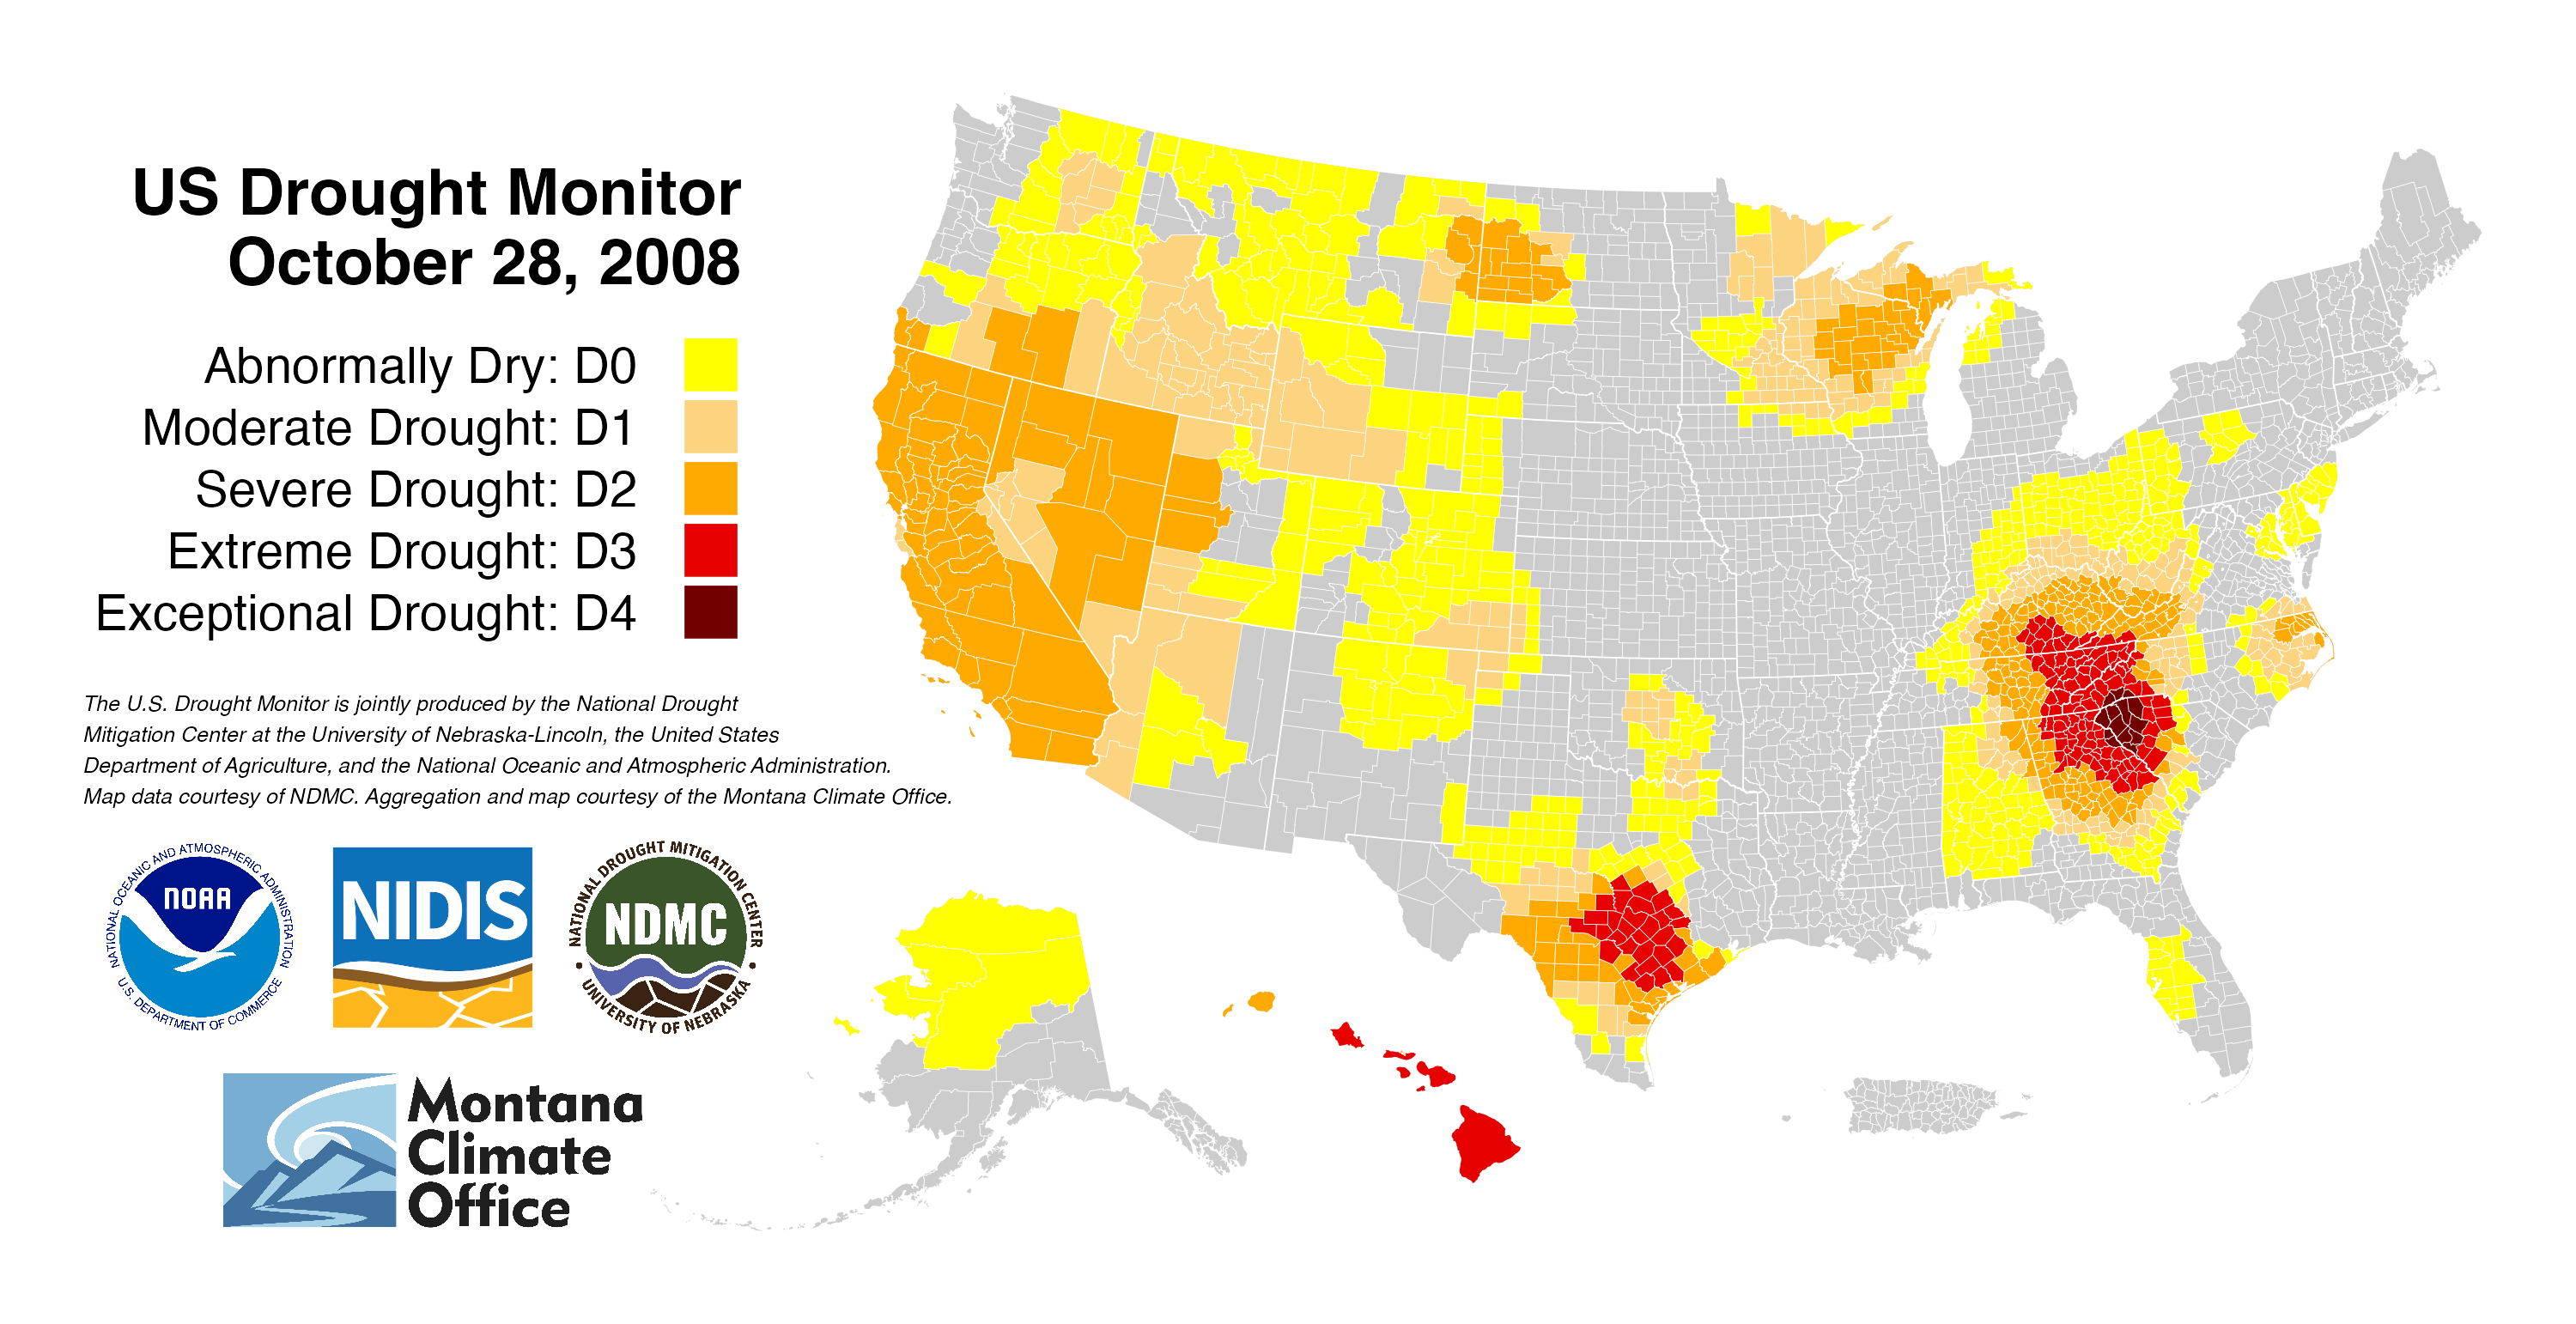 US Drought Monitor
October 28, 2008
Abnormally Dry: D0
Moderate Drought: D1
Severe Drought: D2
Extreme Drought: D3
Exceptional Drought: D4
The U.S. Drought Monitor is jointly produced by the National Drought
Mitigation Center at the University of Nebraska-Lincoln, the United States
Department of Agriculture, and the National Oceanic and Atmospheric Administration.
Map data courtesy of NDMC. Aggregation and map courtesy of the Montana Climate Office.
NATIONAL OCEANIC AND ATMOSPHERIC ADMINISTRATION
NOAA
U.S. DEPARTMENT OF COMMERCE
NIDIS
NATIONAL DROUGHT MITIGATION CENTER
NDMC
UNIVERSITY OF NEBRASKA
Montana
Climate
Office